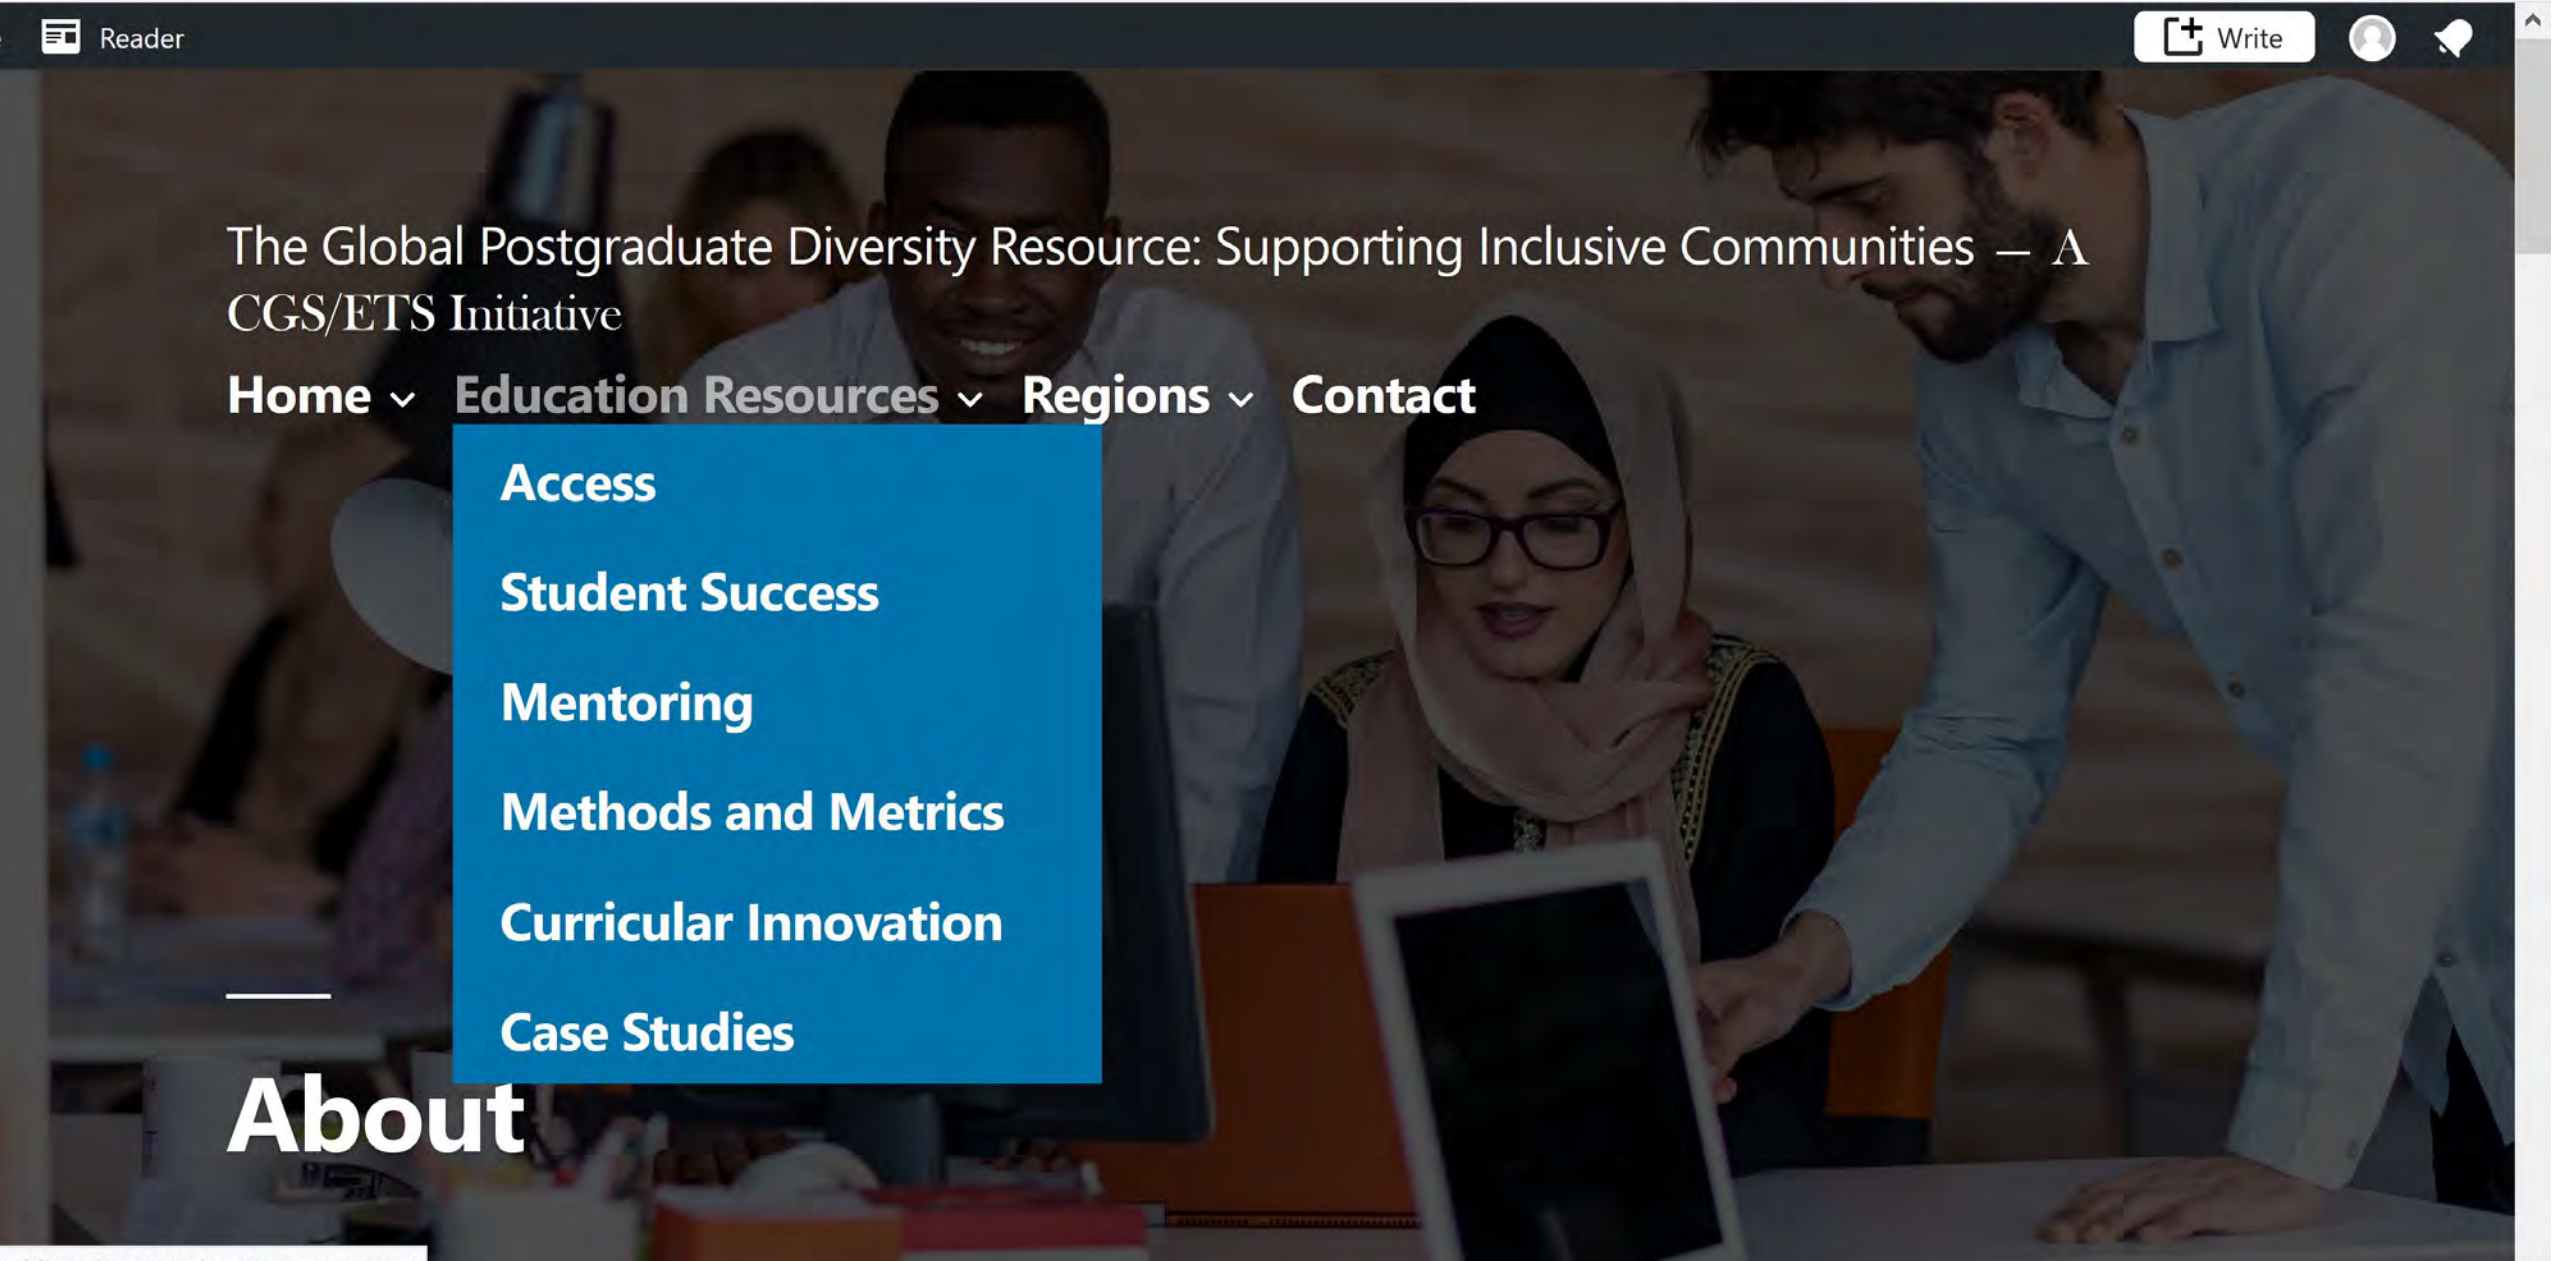 Reader
Write
The Global Postgraduate Diversity Resource: Supporting Inclusive Communities — A
CGS/ETS Initiative
Home Education Resources Regions Contact
Access
Student Success
Mentoring
Methods and Metrics
Curricular Innovation
Case Studies
About